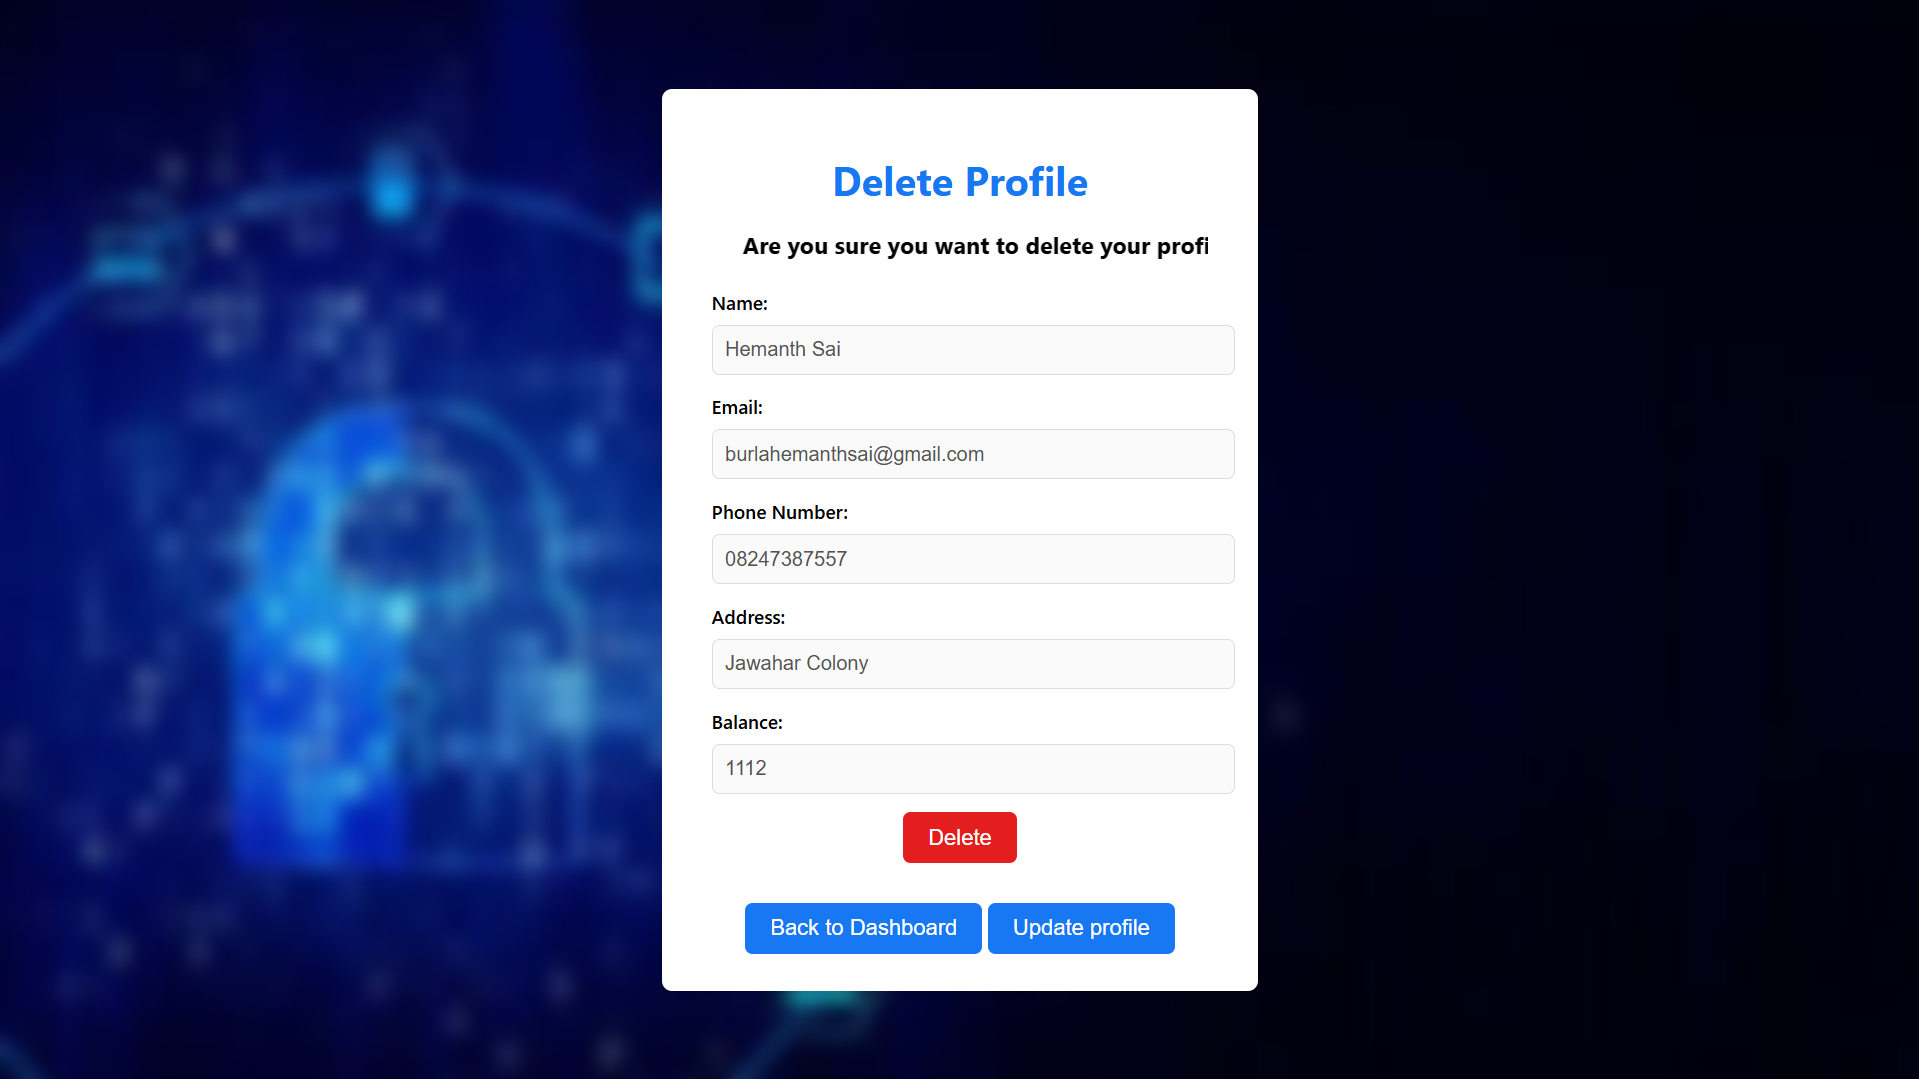 Delete Profile
Are you sure you want to delete your profi
Name:
Hemanth Sai
Email:
burlahemanthsai@gmail.com
Phone Number:
08247387557
Address:
Jawahar Colony
Balance:
1112
Delete
Back to Dashboard Update profile